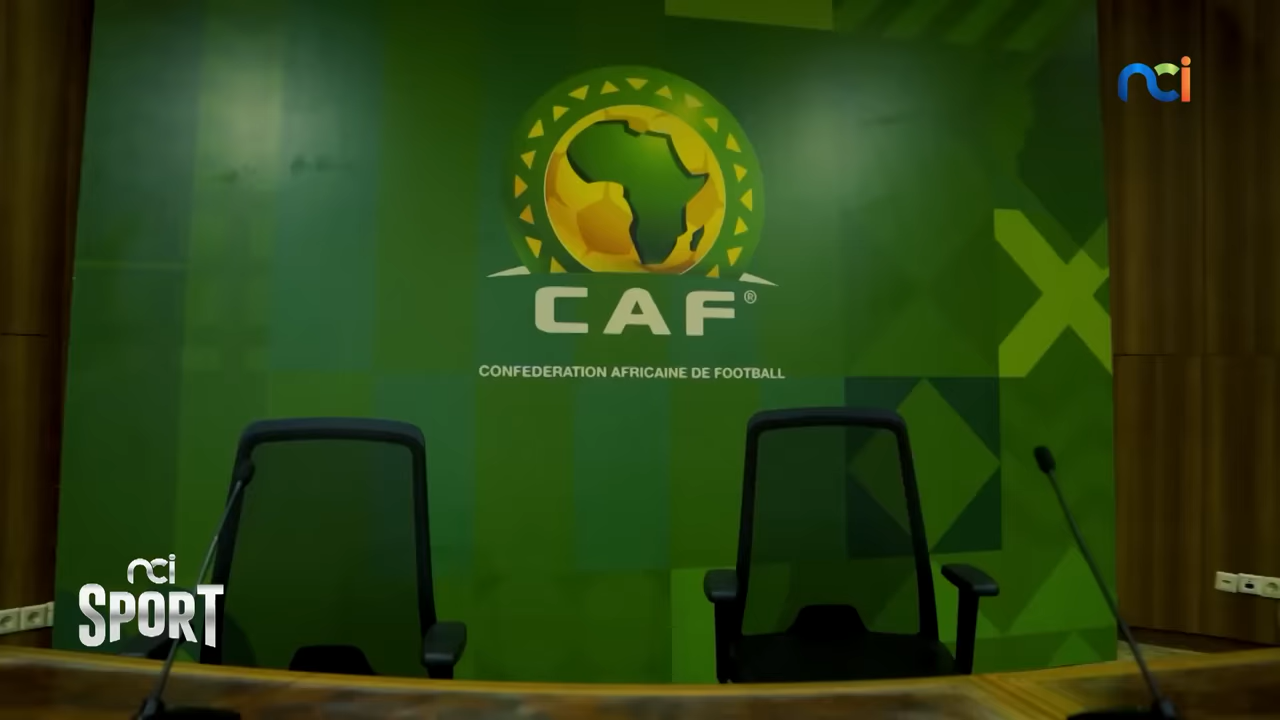 nci
CAF®
CONFEDERATION AFRICAINE DE FOOTBALL
nci
SPORT